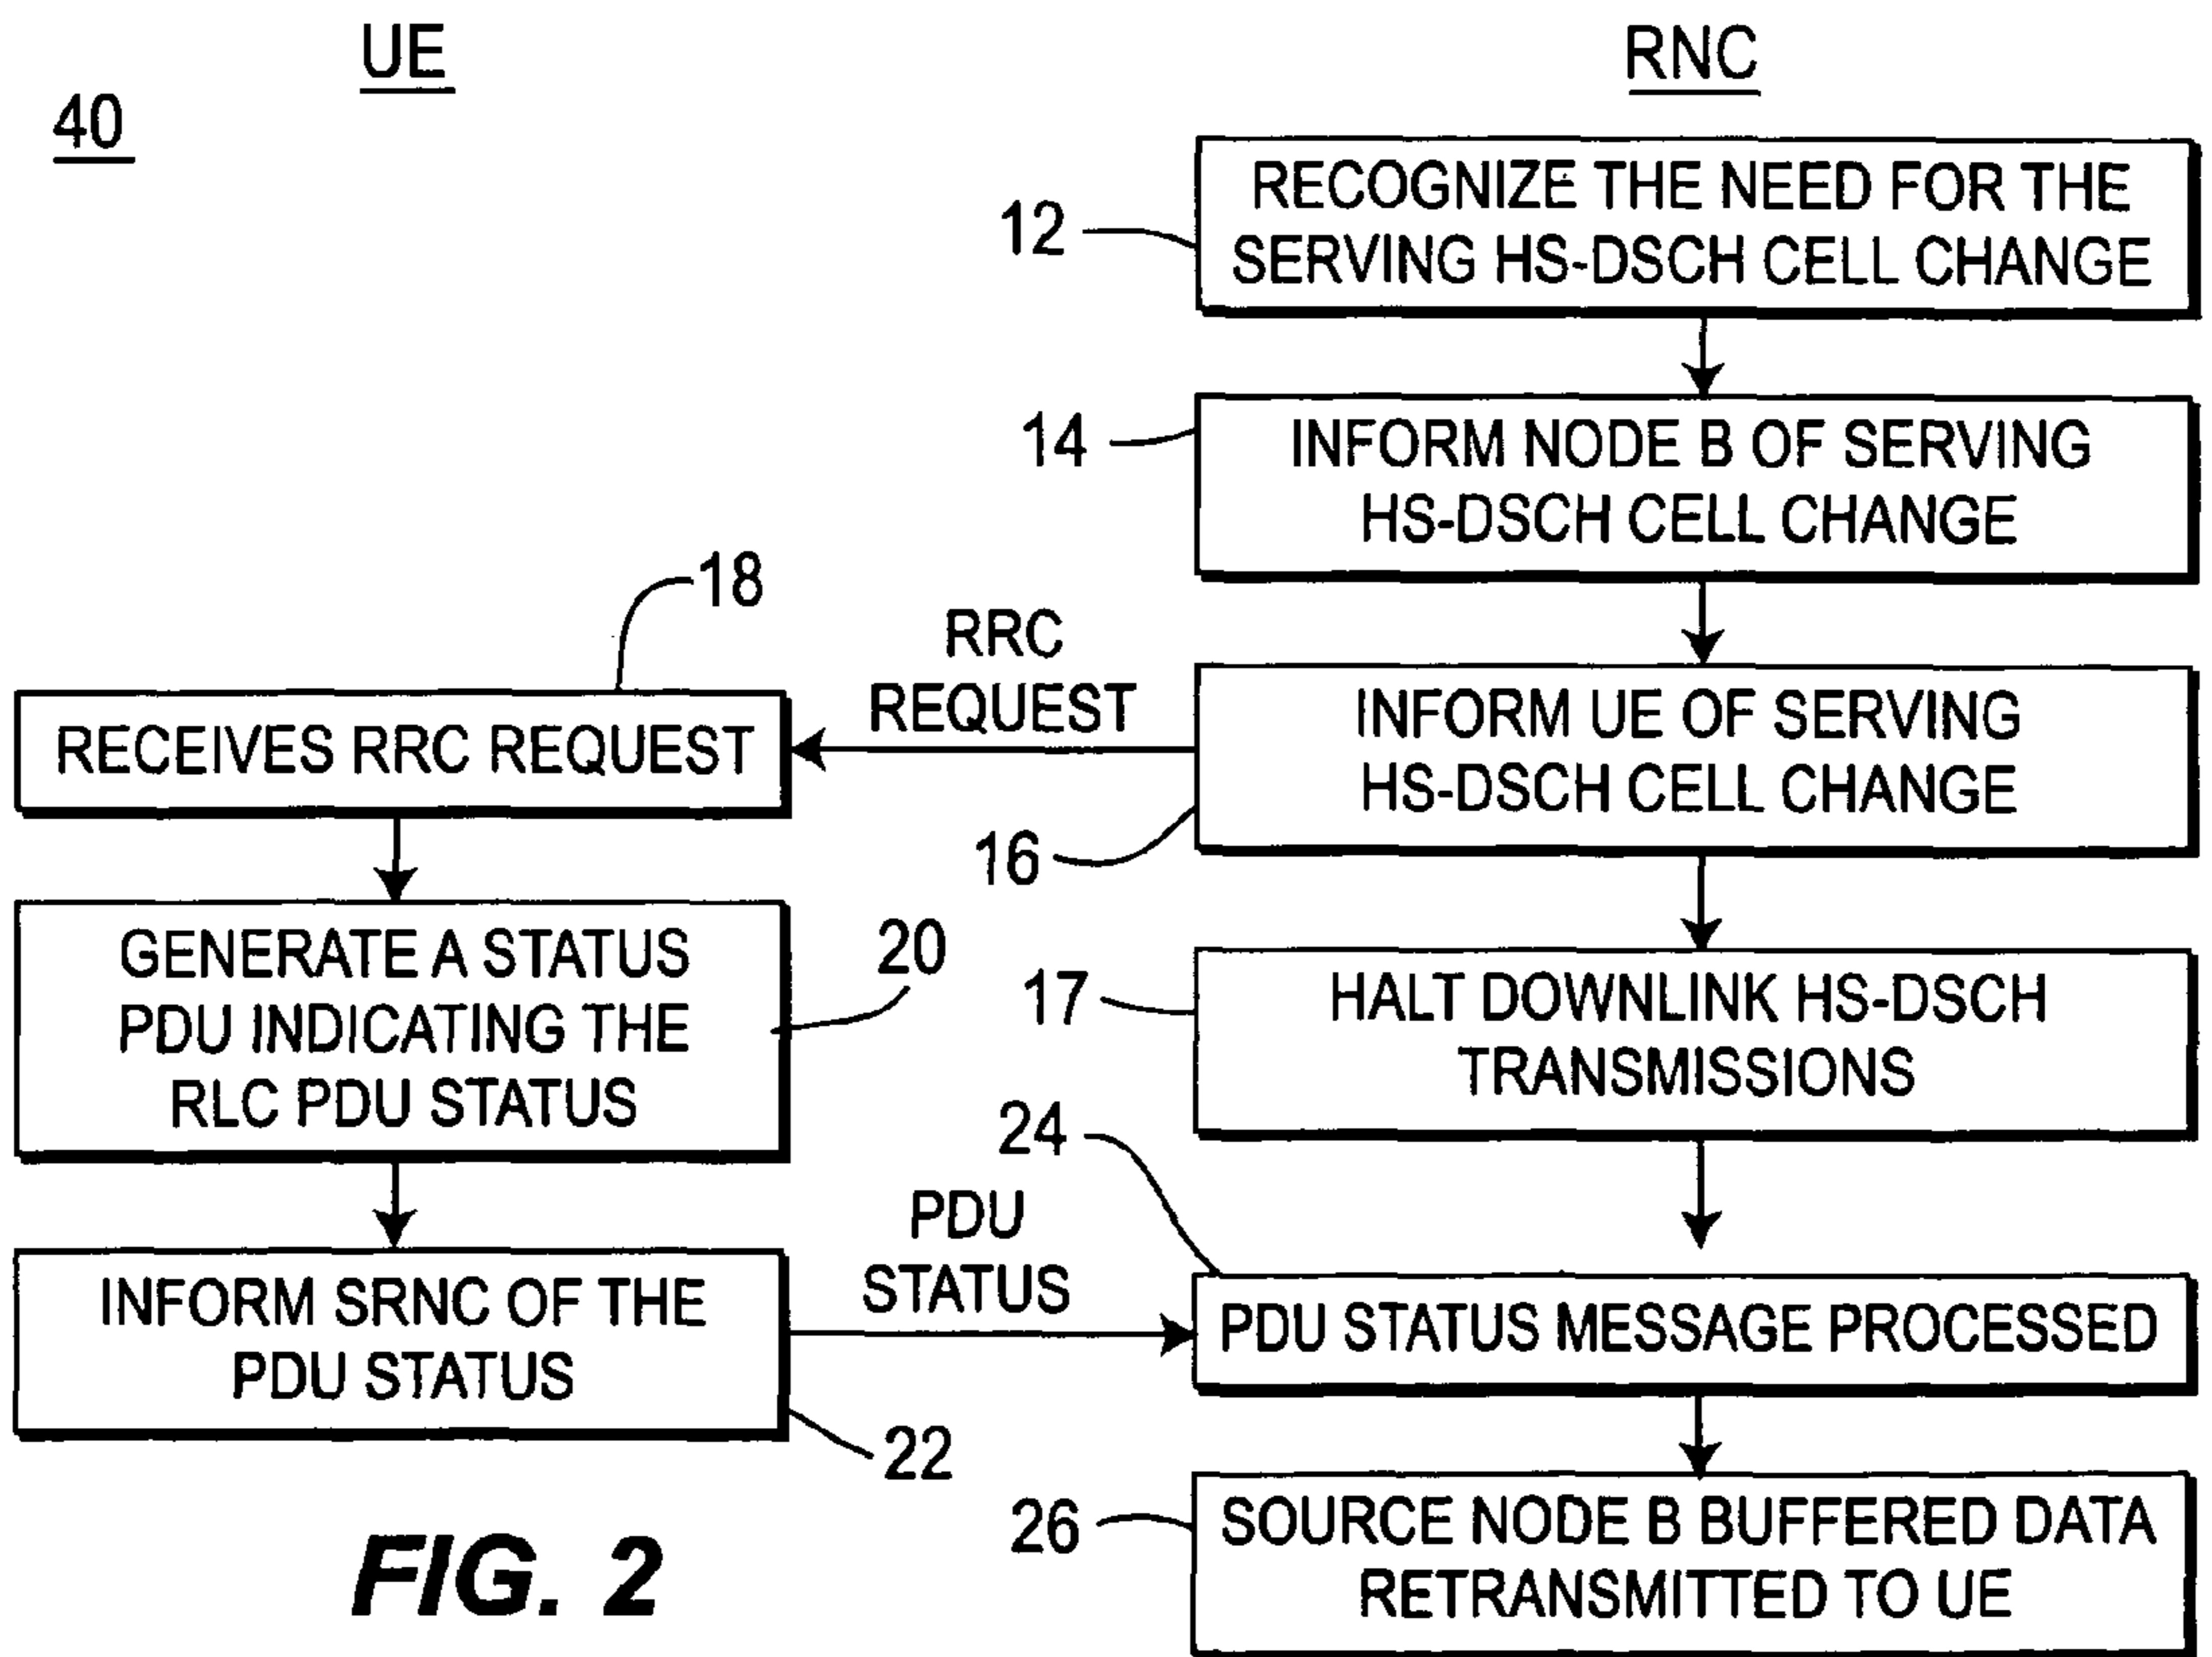 UE
RNC
40
12
RECOGNIZE THE NEED FOR THE
SERVING HS-DSCH CELL CHANGE
14
INFORM NODE B OF SERVING
HS-DSCH CELL CHANGE
18
RRC
REQUEST
RECEIVES RRC REQUEST
INFORM UE OF SERVING
HS-DSCH CELL CHANGE
16
GENERATE A STATUS
PDU INDICATING THE
RLC PDU STATUS
20
17
HALT DOWNLINK HS-DSCH
TRANSMISSIONS
24
PDU
STATUS
INFORM SRNC OF THE
PDU STATUS
22
PDU STATUS MESSAGE PROCESSED
26
SOURCE NODE B BUFFERED DATA
RETRANSMITTED TO UE
FIG. 2